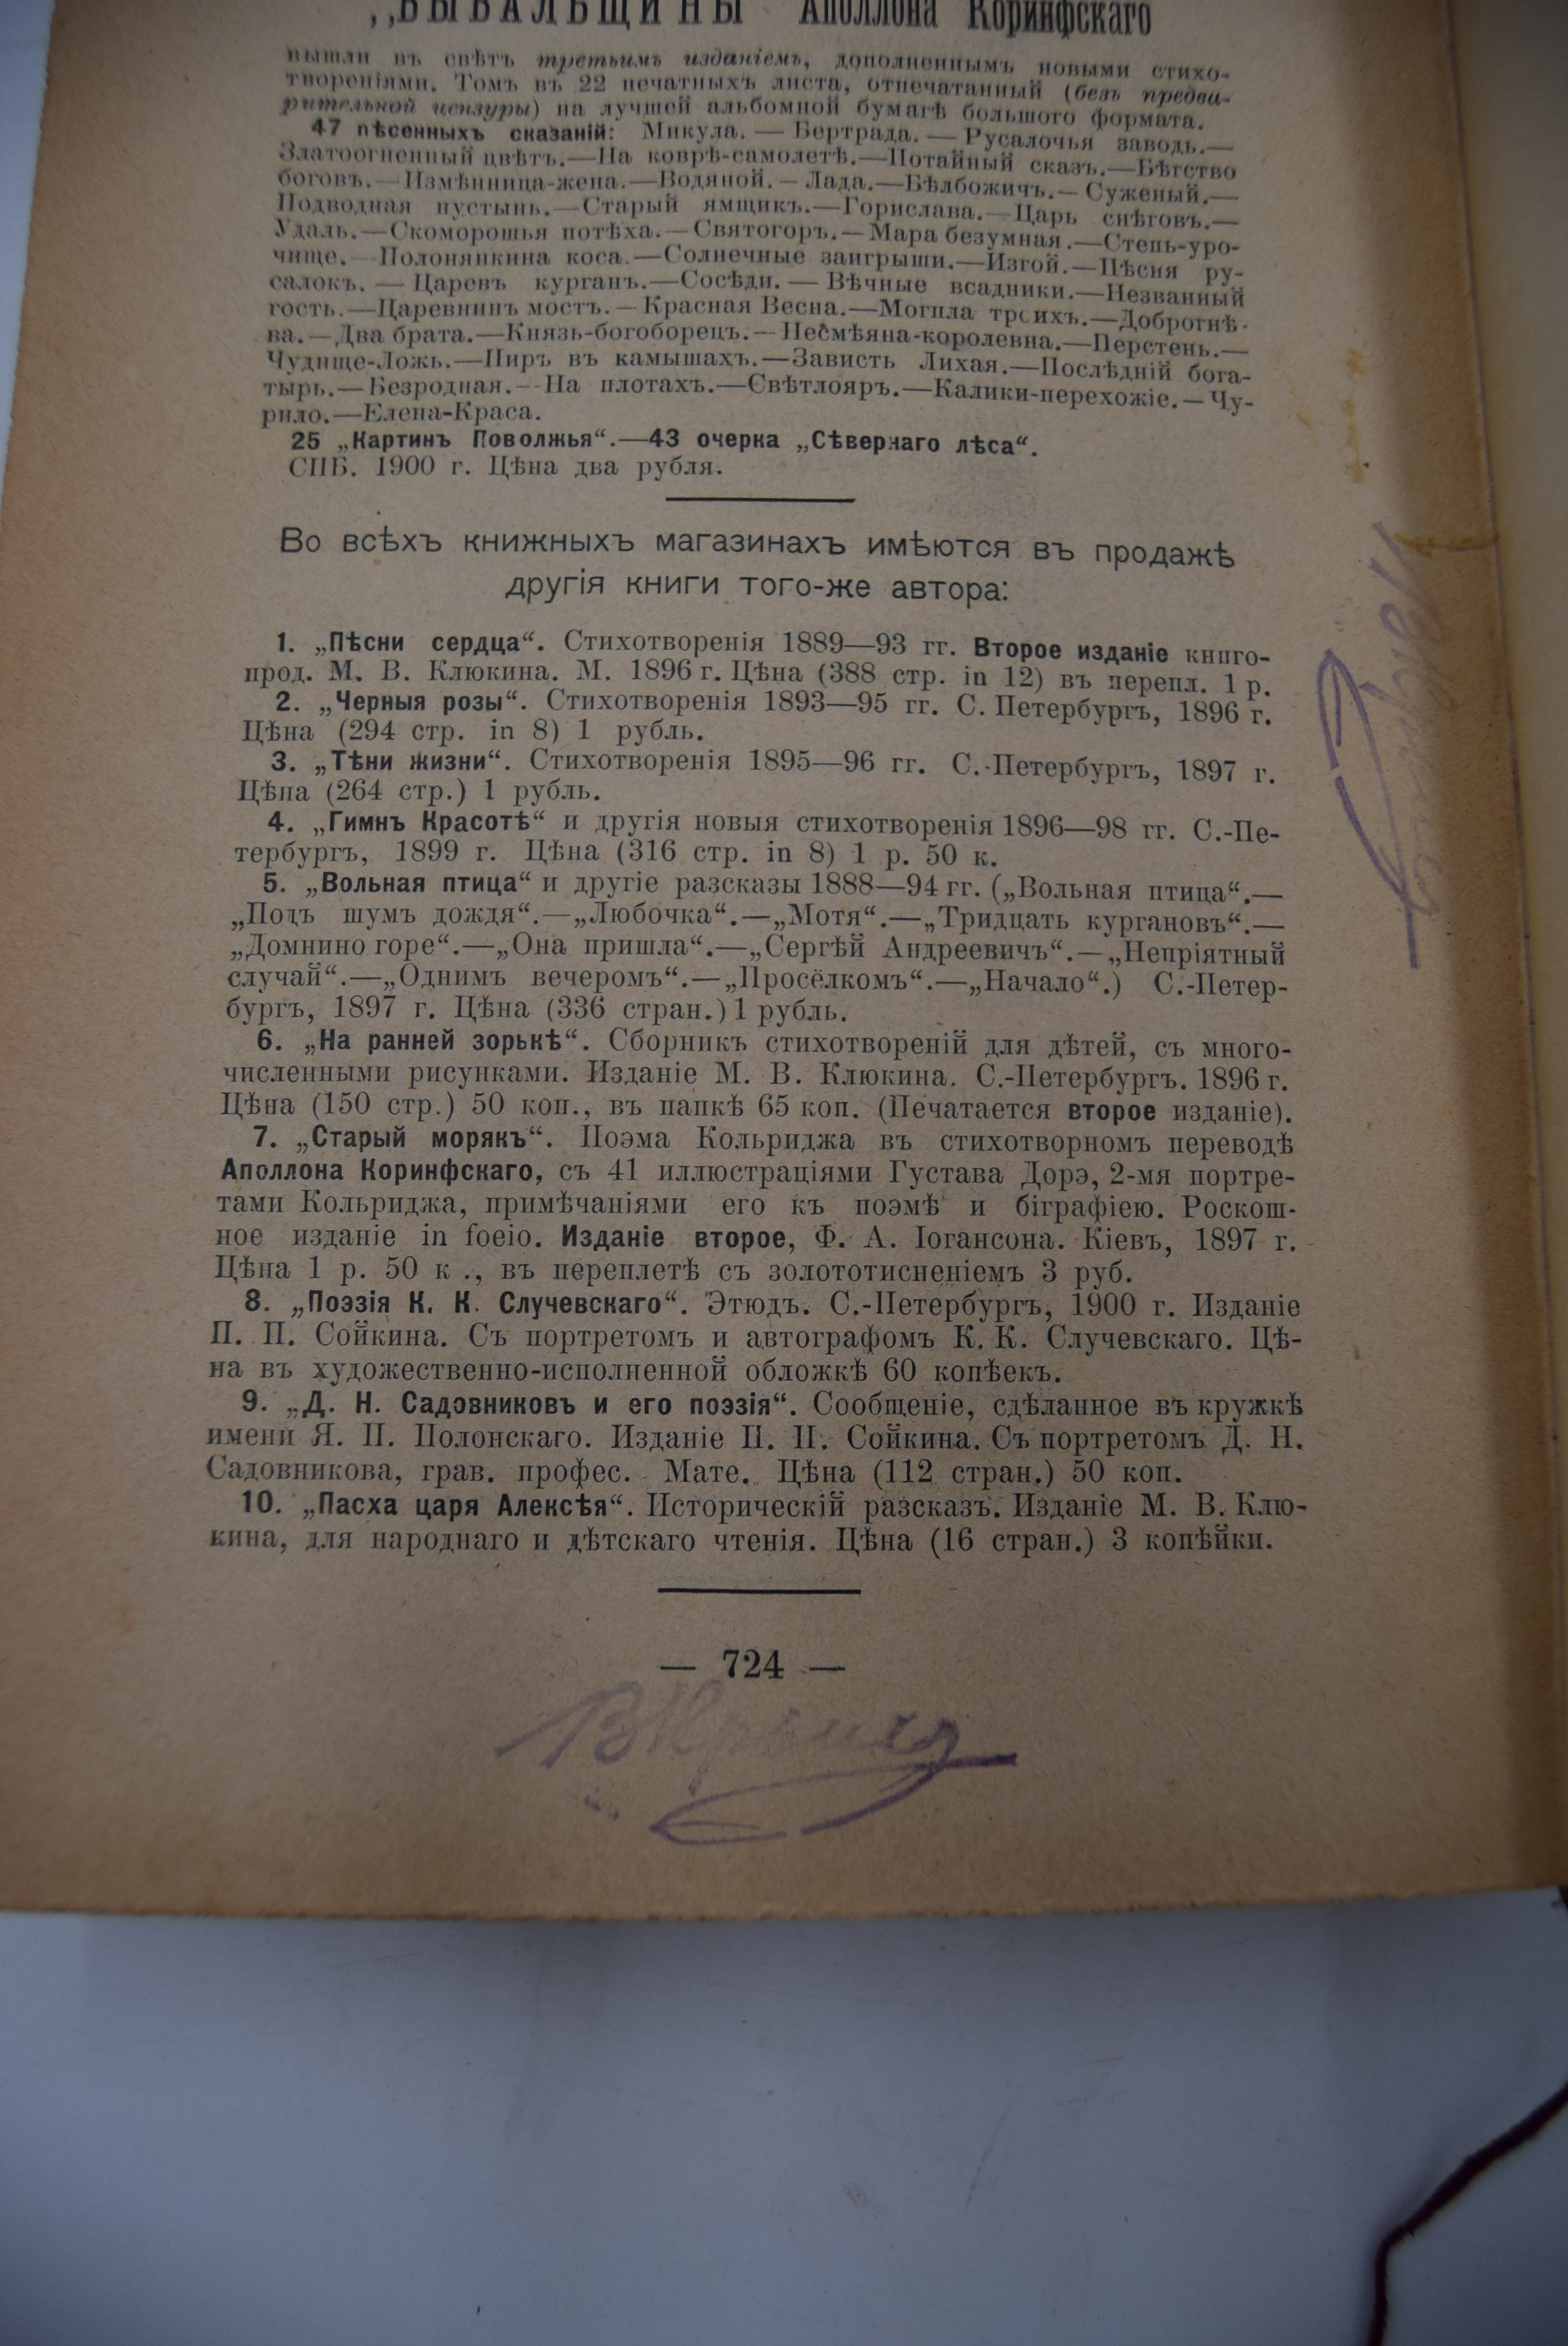 „БЫВАЛЬЩИНЫ" Аполлона Коринфскаго
вышли въ свѣтъ третьимъ изданіемъ, дополненнымъ новыми стихо-
твореніями. Томъ въ 22 печатныхъ листа, отпечатанный (безъ предва-
рительной цензуры) на лучшей альбомной бумагѣ большого формата.
47 пѣсенныхъ сказаній: Микула. — Бертрада. — Русалочья заводь.—
Златоогненный цвѣтъ.—На коврѣ-самолетѣ.—Потайный сказъ.—Бѣгство
боговъ.—Измѣнница-жена.—Водяной.—Лада.—Бѣлбожичъ.—Суженый.—
Подводная пустынь.—Старый ямщикъ.—Горислава.—Царь снѣговъ.—
Удаль.—Скоморошья потѣха.—Святогоръ.—Мара безумная.—Степь-уро-
чище.—Полонянкина коса.—Солнечные заигрыши.—Изгой.—Пѣсня ру-
салокъ. — Царевъ курганъ.—Сосѣди.— Вѣчные всадники.—Незванный
гость.—Царевнинъ мостъ.—Красная Весна.—Могила троихъ.—Доброгнѣ-
ва.—Два брата.—Князь-богоборецъ.—Несмѣяна-королевна.—Перстень.—
Чудище-Ложь.—Пиръ въ камышахъ.—Зависть Лихая.—Послѣдній бога-
тырь.—Безродная.—На плотахъ.—Свѣтлояръ.—Калики-перехожіе.—Чу-
рило.—Елена-Краса.
25 „Картинъ Поволжья“.—43 очерка „Сѣвернаго лѣса“.
СПБ. 1900 г. Цѣна два рубля.
Во всѣхъ книжныхъ магазинахъ имѣются въ продажѣ
другія книги того-же автора:
1. „Пѣсни сердца“. Стихотворенія 1889—93 гг. Второе изданіе книго-
прод. М. В. Клюкина. М. 1896 г. Цѣна (388 стр. in 12) въ перепл. 1 р.
2. „Черныя розы“. Стихотворенія 1893—95 гг. С. Петербургъ, 1896 г.
Цѣна (294 стр. in 8) 1 рубль.
3. „Тѣни жизни“. Стихотворенія 1895—96 гг. С.-Петербургъ, 1897 г.
Цѣна (264 стр.) 1 рубль.
4. „Гимнъ Красотѣ“ и другія новыя стихотворенія 1896—98 гг. С.-Пе-
тербургъ, 1899 г. Цѣна (316 стр. in 8) 1 р. 50 к.
5. „Вольная птица“ и другіе разсказы 1888—94 гг. („Вольная птица“.—
„Подъ шумъ дождя“.—„Любочка“.—„Мотя“.—„Тридцать кургановъ“.—
„Домнино горе“.—„Она пришла“.—„Сергѣй Андреевичъ“.—„Непріятный
случай“.—„Однимъ вечеромъ“.—„Просёлкомъ“.—„Начало“.) С.-Петер-
бургъ, 1897 г. Цѣна (336 стран.) 1 рубль.
6. „На ранней зорькѣ“. Сборникъ стихотвореній для дѣтей, съ много-
численными рисунками. Изданіе М. В. Клюкина. С.-Петербургъ. 1896 г.
Цѣна (150 стр.) 50 коп., въ папкѣ 65 коп. (Печатается второе изданіе).
7. „Старый морякъ“. Поэма Кольриджа въ стихотворномъ переводѣ
Аполлона Коринфскаго, съ 41 иллюстраціями Густава Дорэ, 2-мя портре-
тами Кольриджа, примѣчаніями его къ поэмѣ и біграфіею. Роскош-
ное изданіе in foeio. Изданіе второе, Ф. А. Іогансона. Кіевъ, 1897 г.
Цѣна 1 р. 50 к., въ переплетѣ съ золототисненіемъ 3 руб.
8. „Поэзія К. К. Случевскаго“. Этюдъ. С.-Петербургъ, 1900 г. Изданіе
П. П. Сойкина. Съ портретомъ и автографомъ К. К. Случевскаго. Цѣ-
на въ художественно-исполненной обложкѣ 60 копѣекъ.
9. „Д. Н. Садовниковъ и его поэзія“. Сообщеніе, сдѣланное въ кружкѣ
имени Я. П. Полонскаго. Изданіе П. П. Сойкина. Съ портретомъ Д. Н.
Садовникова, грав. профес. Мате. Цѣна (112 стран.) 50 коп.
10. „Пасха царя Алексѣя“. Историческій разсказъ. Изданіе М. В. Клю-
кина, для народнаго и дѣтскаго чтенія. Цѣна (16 стран.) 3 копѣйки.
— 724 —